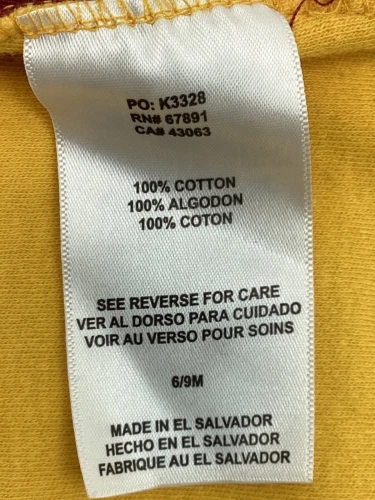 PO: K3328
RN# 67891
CA# 43063
100% COTTON
100% ALGODON
100% COTON
SEE REVERSE FOR CARE
VER AL DORSO PARA CUIDADO
VOIR AU VERSO POUR SOINS
6/9M
MADE IN EL SALVADOR
HECHO EN EL SALVADOR
FABRIQUE AU EL SALVADOR